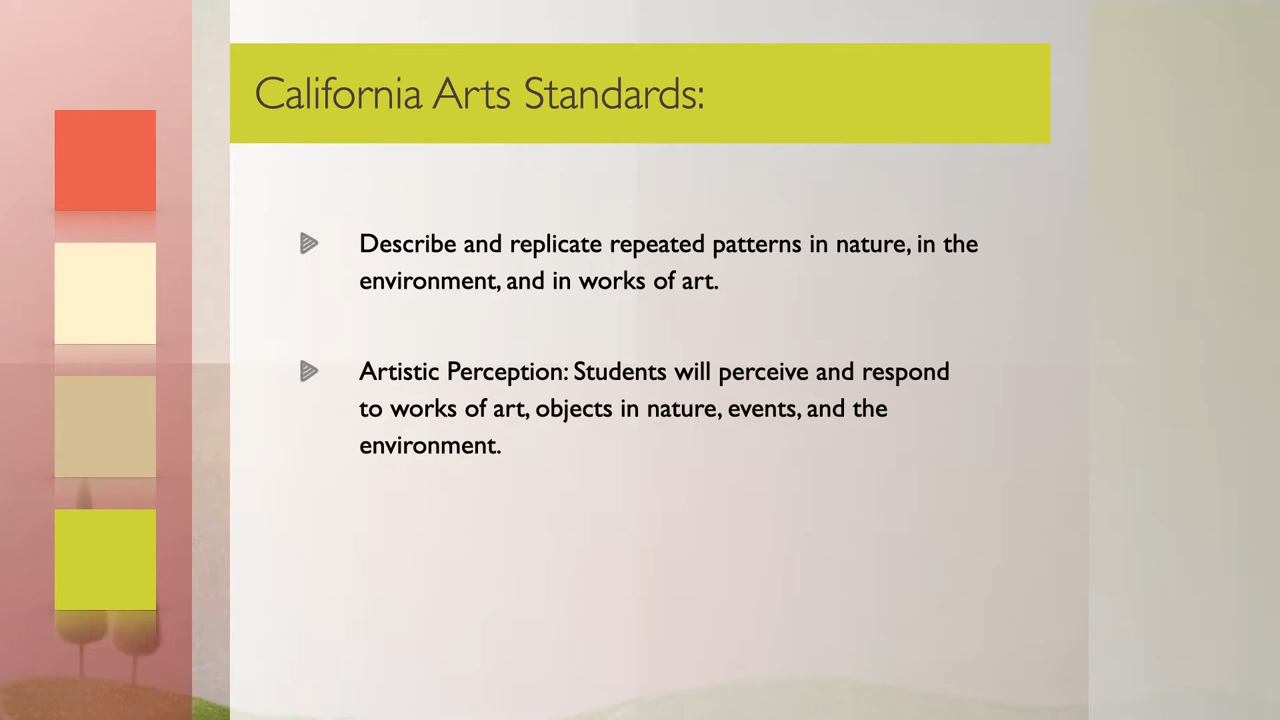 California Arts Standards:
Describe and replicate repeated patterns in nature, in the
environment, and in works of art.
Artistic Perception: Students will perceive and respond
to works of art, objects in nature, events, and the
environment.